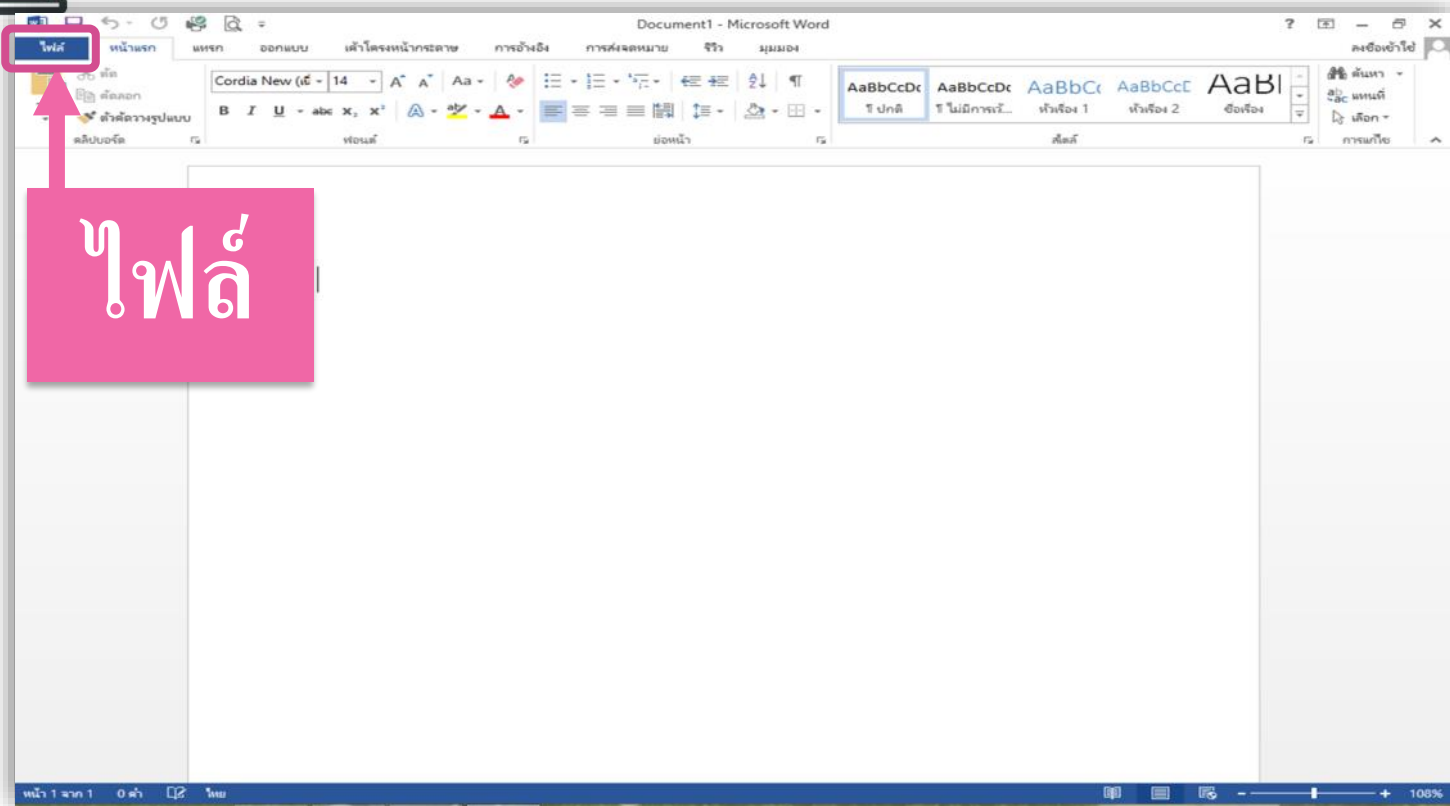 Document1 - Microsoft Word
ไฟล์ หน้าแรก แทรก ออกแบบ เค้าโครงหน้ากระดาษ การอ้างอิง การส่งจดหมาย รีวิว มุมมอง ลงชื่อเข้าใช้
ตัด
คัดลอก
ตัวคัดวางรูปแบบ
คลิปบอร์ด
Cordia New (เนื 14 Aa
B I U abc x₂ x²
ฟอนต์
ย่อหน้า
AaBbCcDc AaBbCcDc AaBbCc AaBbCcD AaBl
¶ ปกติ ¶ ไม่มีการเว้... หัวเรื่อง 1 หัวเรื่อง 2 ชื่อเรื่อง
สไตล์
ค้นหา
แทนที่
เลือก
การแก้ไข
ไฟล์
หน้า 1 จาก 1 0 คำ ไทย 108%